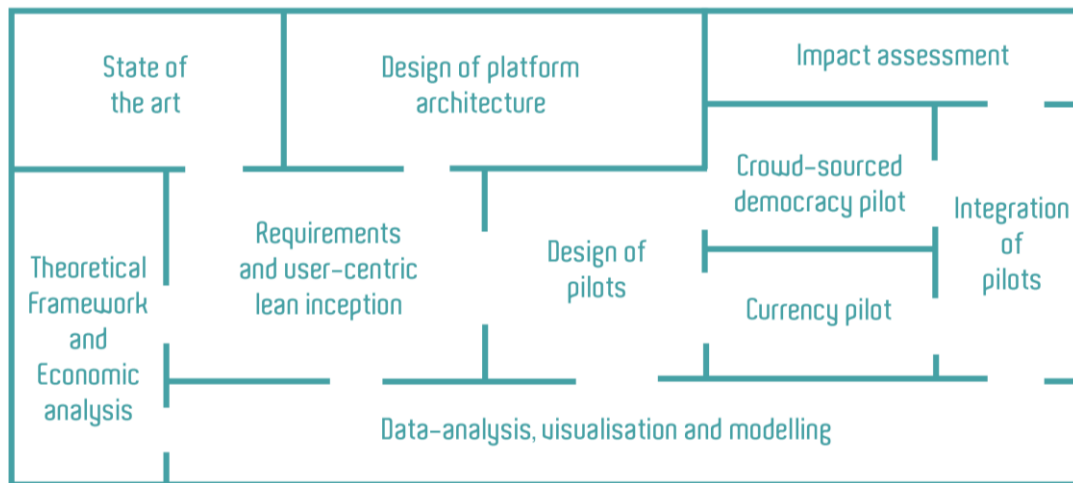 State of
the art
Design of platform
architecture
Impact assessment
Theoretical
Framework
and
Economic
analysis
Requirements
and user-centric
lean inception
Design of
pilots
Crowd-sourced
democracy pilot
Currency pilot
Integration
of
pilots
Data-analysis, visualisation and modelling